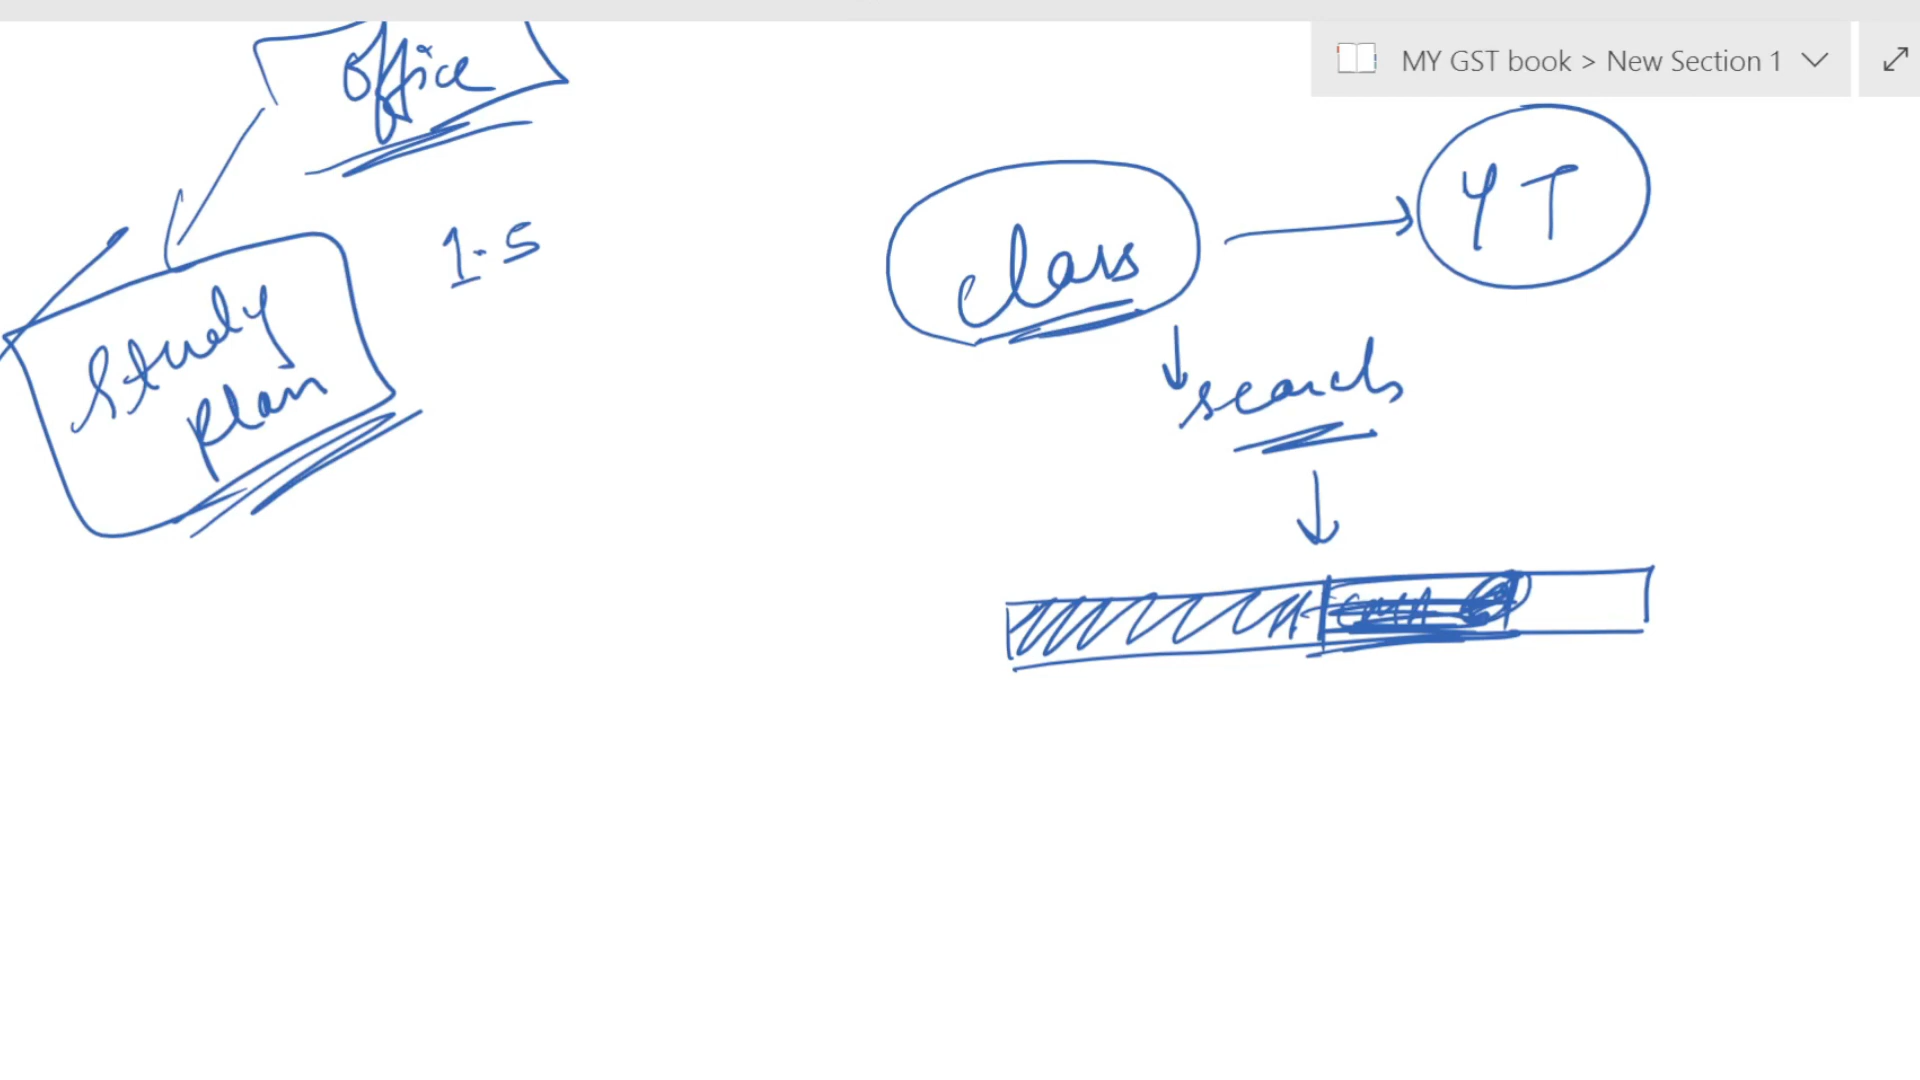 MY GST book > New Section 1
office
YT
1-5
class
Study
Plan
search